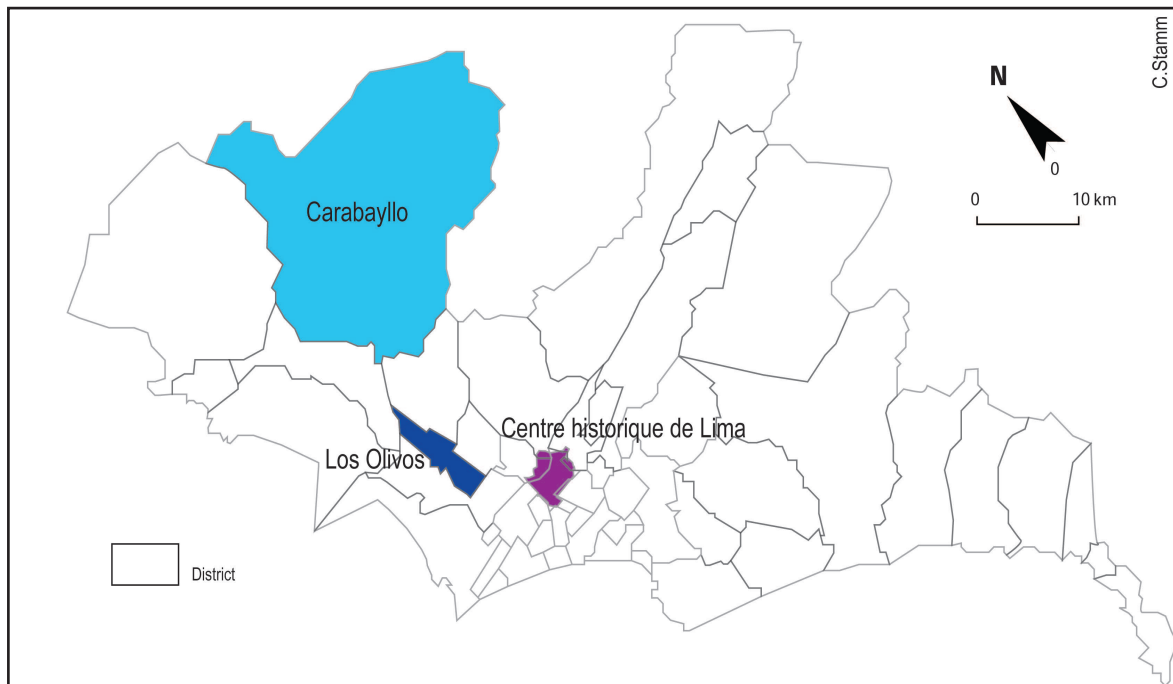 C.Stamm
N
0
0 10 km
Carabayllo
Centre historique de Lima
Los Olivos
District